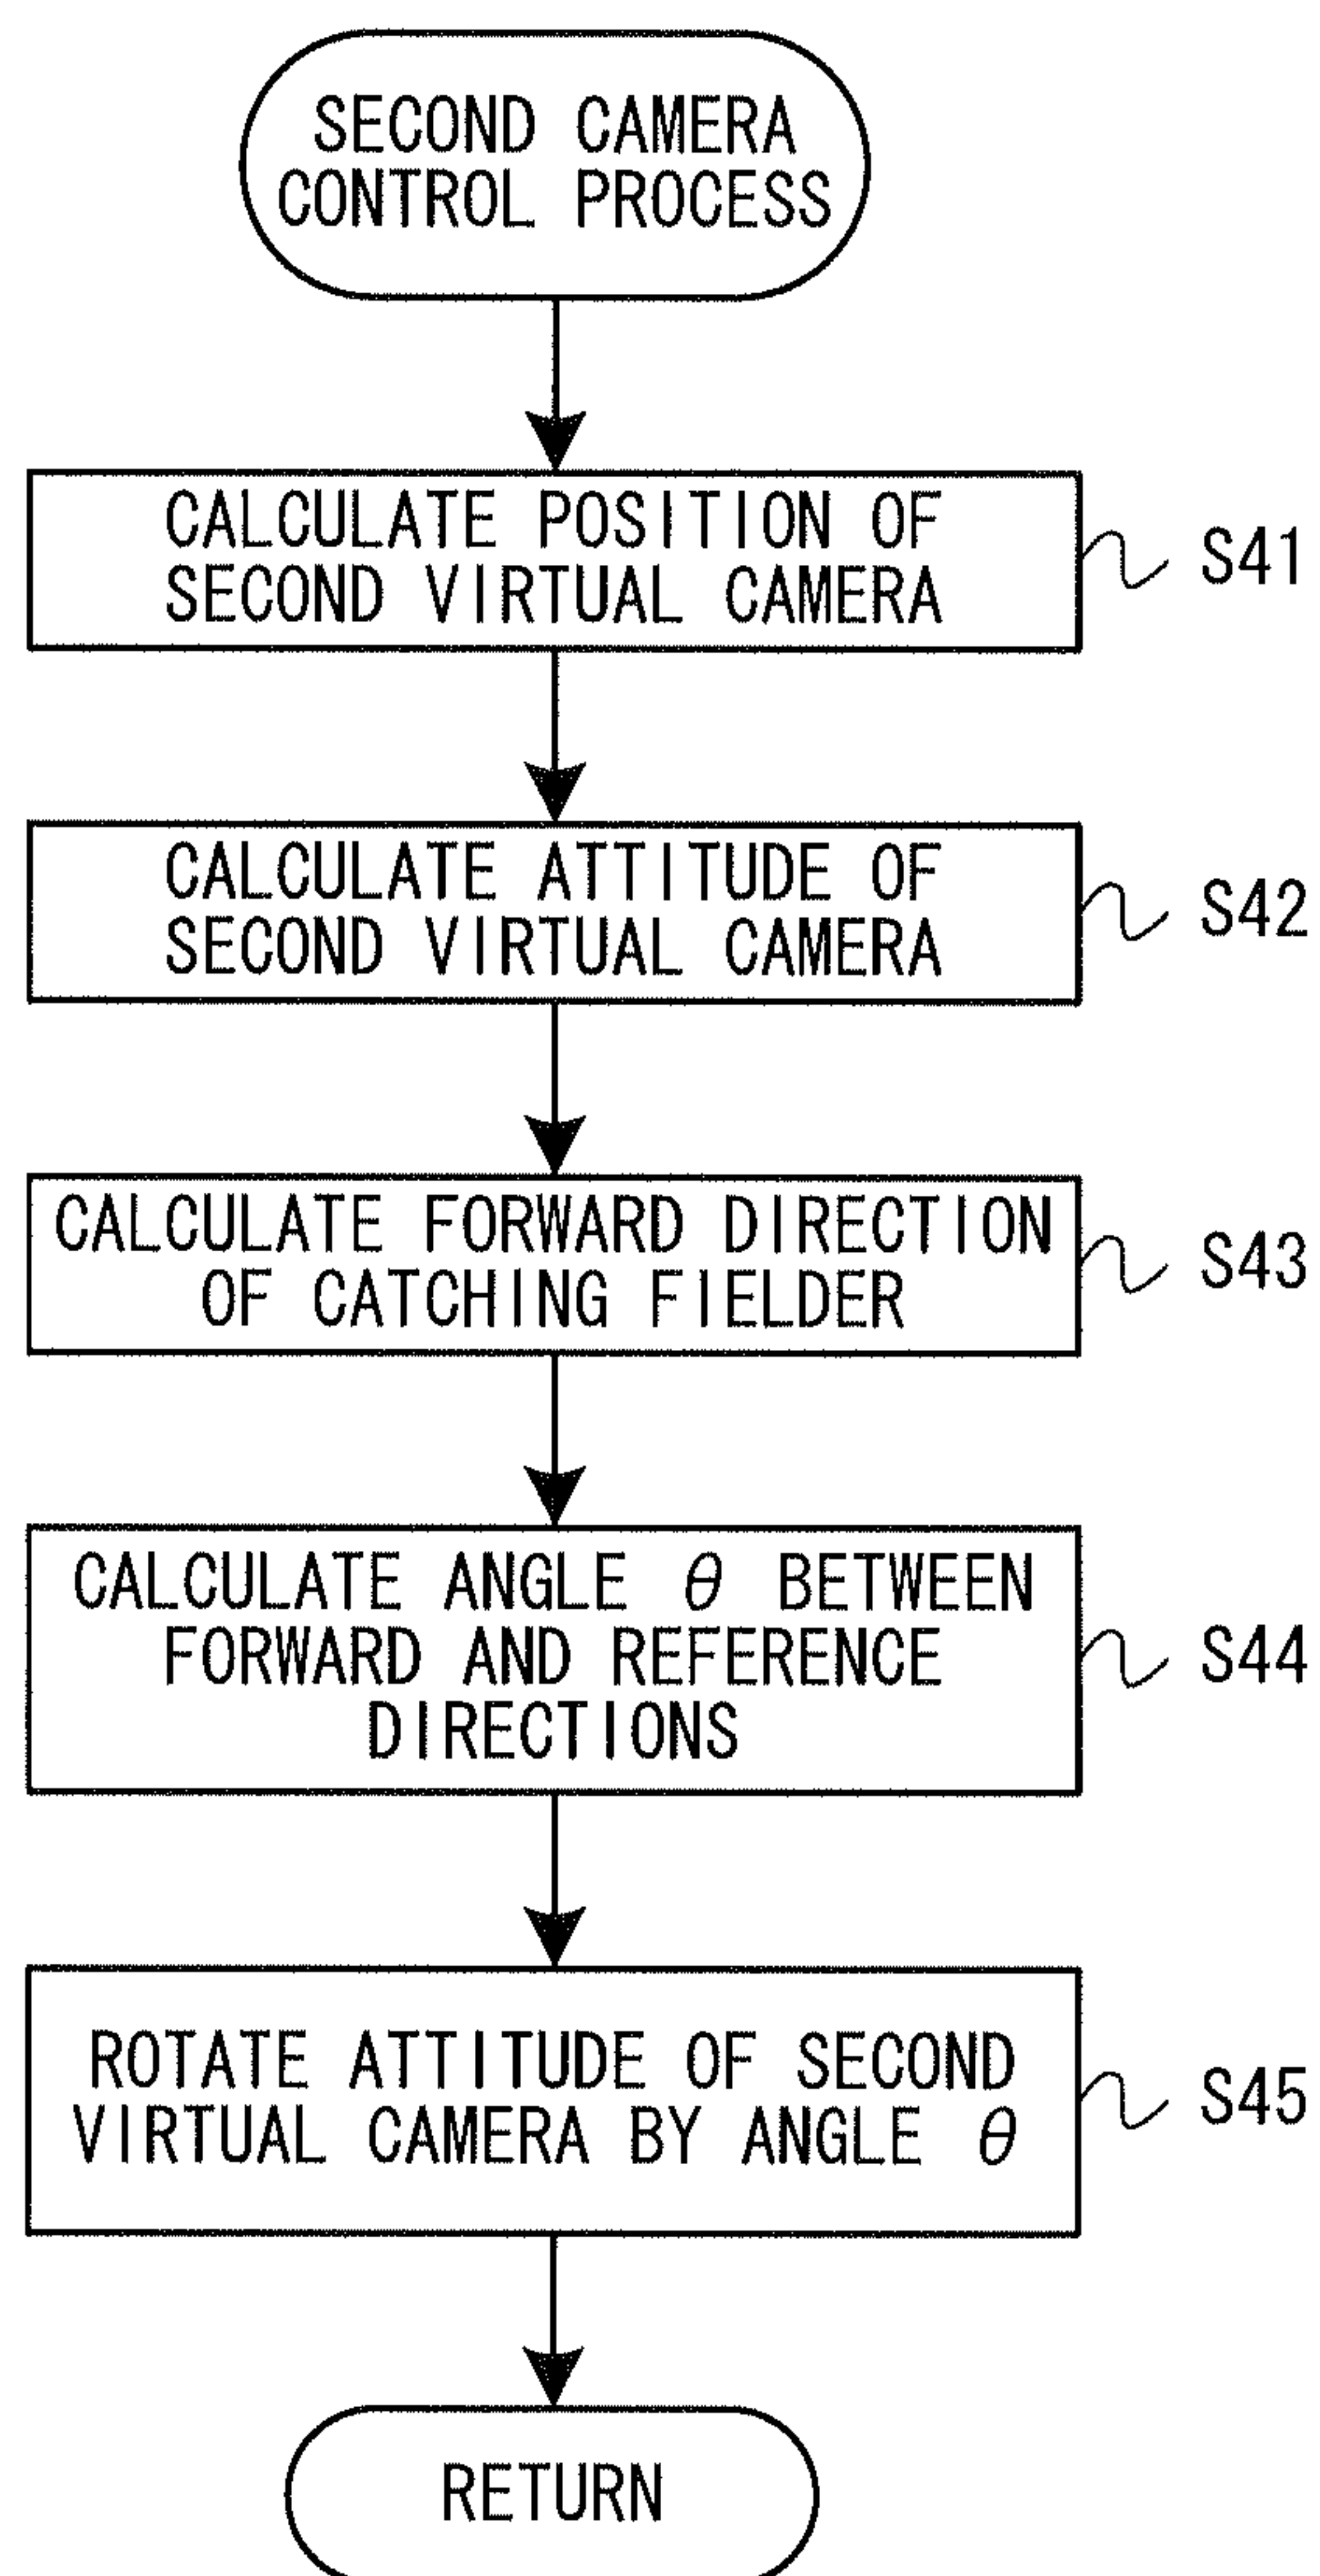 SECOND CAMERA
CONTROL PROCESS
CALCULATE POSITION OF
SECOND VIRTUAL CAMERA
S41
CALCULATE ATTITUDE OF
SECOND VIRTUAL CAMERA
S42
CALCULATE FORWARD DIRECTION
OF CATCHING FIELDER
S43
CALCULATE ANGLE θ BETWEEN
FORWARD AND REFERENCE
DIRECTIONS
S44
ROTATE ATTITUDE OF SECOND
VIRTUAL CAMERA BY ANGLE θ
S45
RETURN